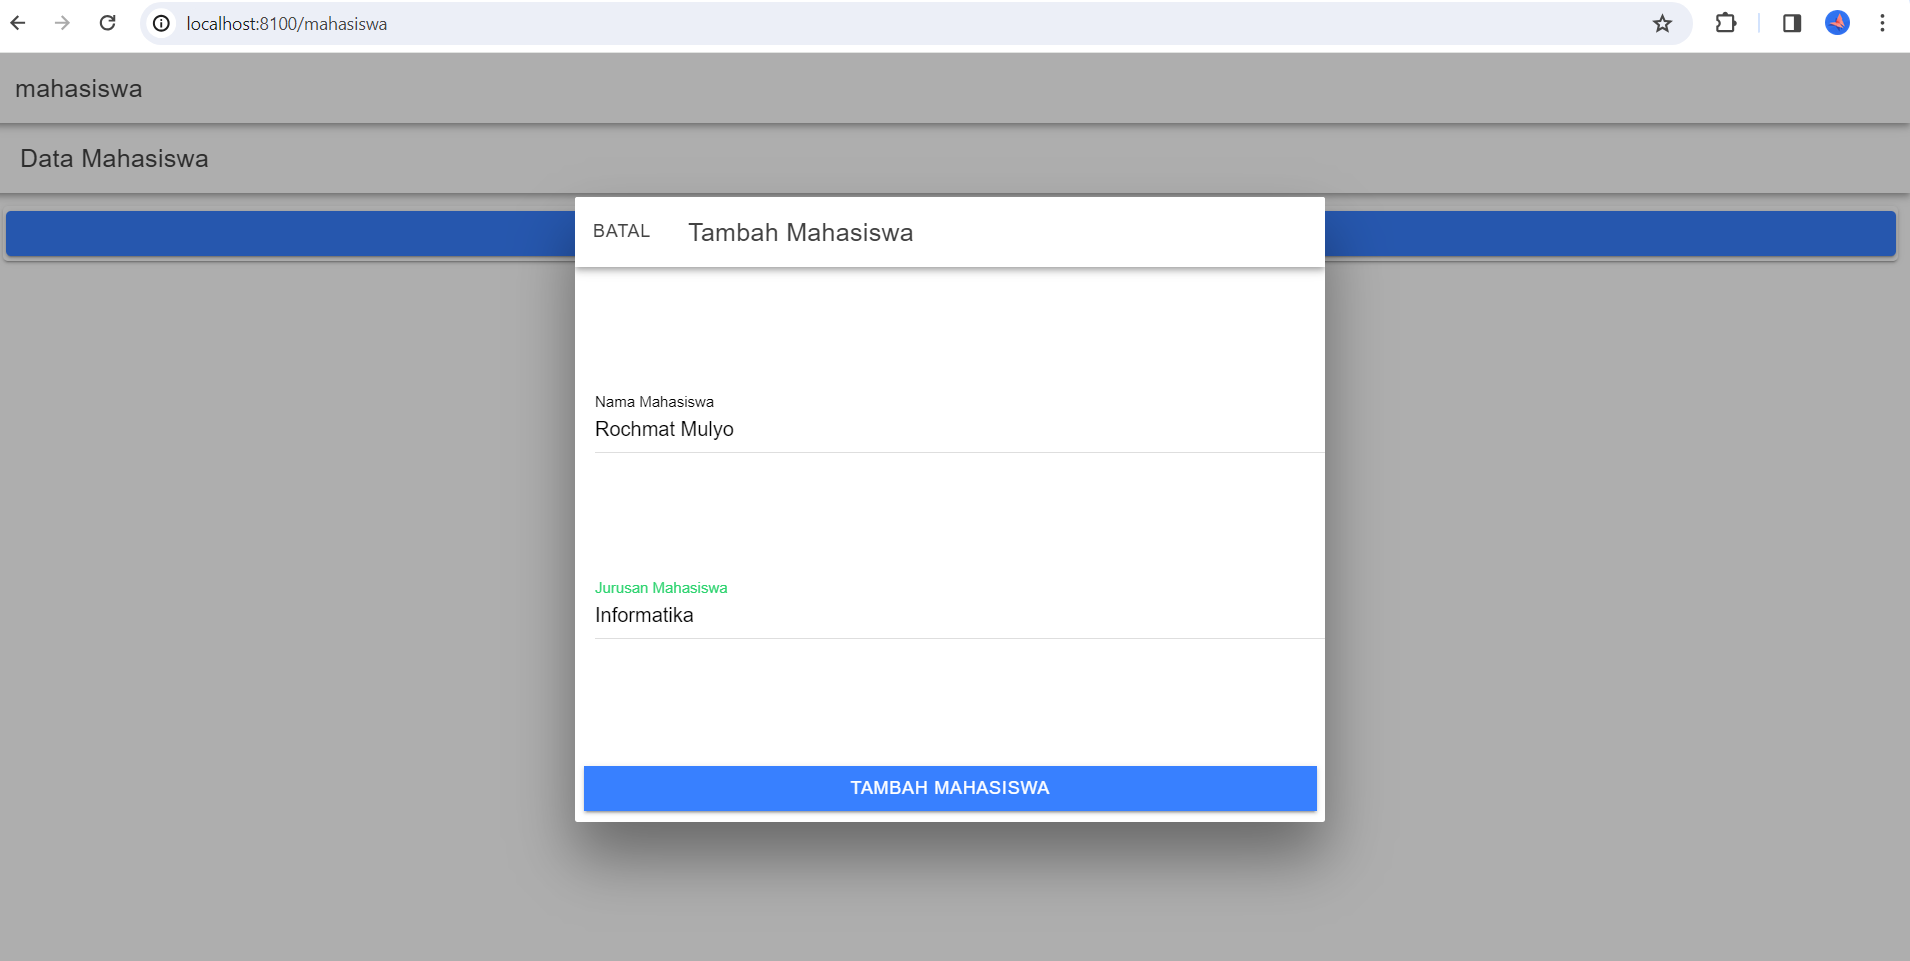 localhost:8100/mahasiswa
mahasiswa
Data Mahasiswa
BATAL
Tambah Mahasiswa
Nama Mahasiswa
Rochmat Mulyo
Jurusan Mahasiswa
Informatika
TAMBAH MAHASISWA